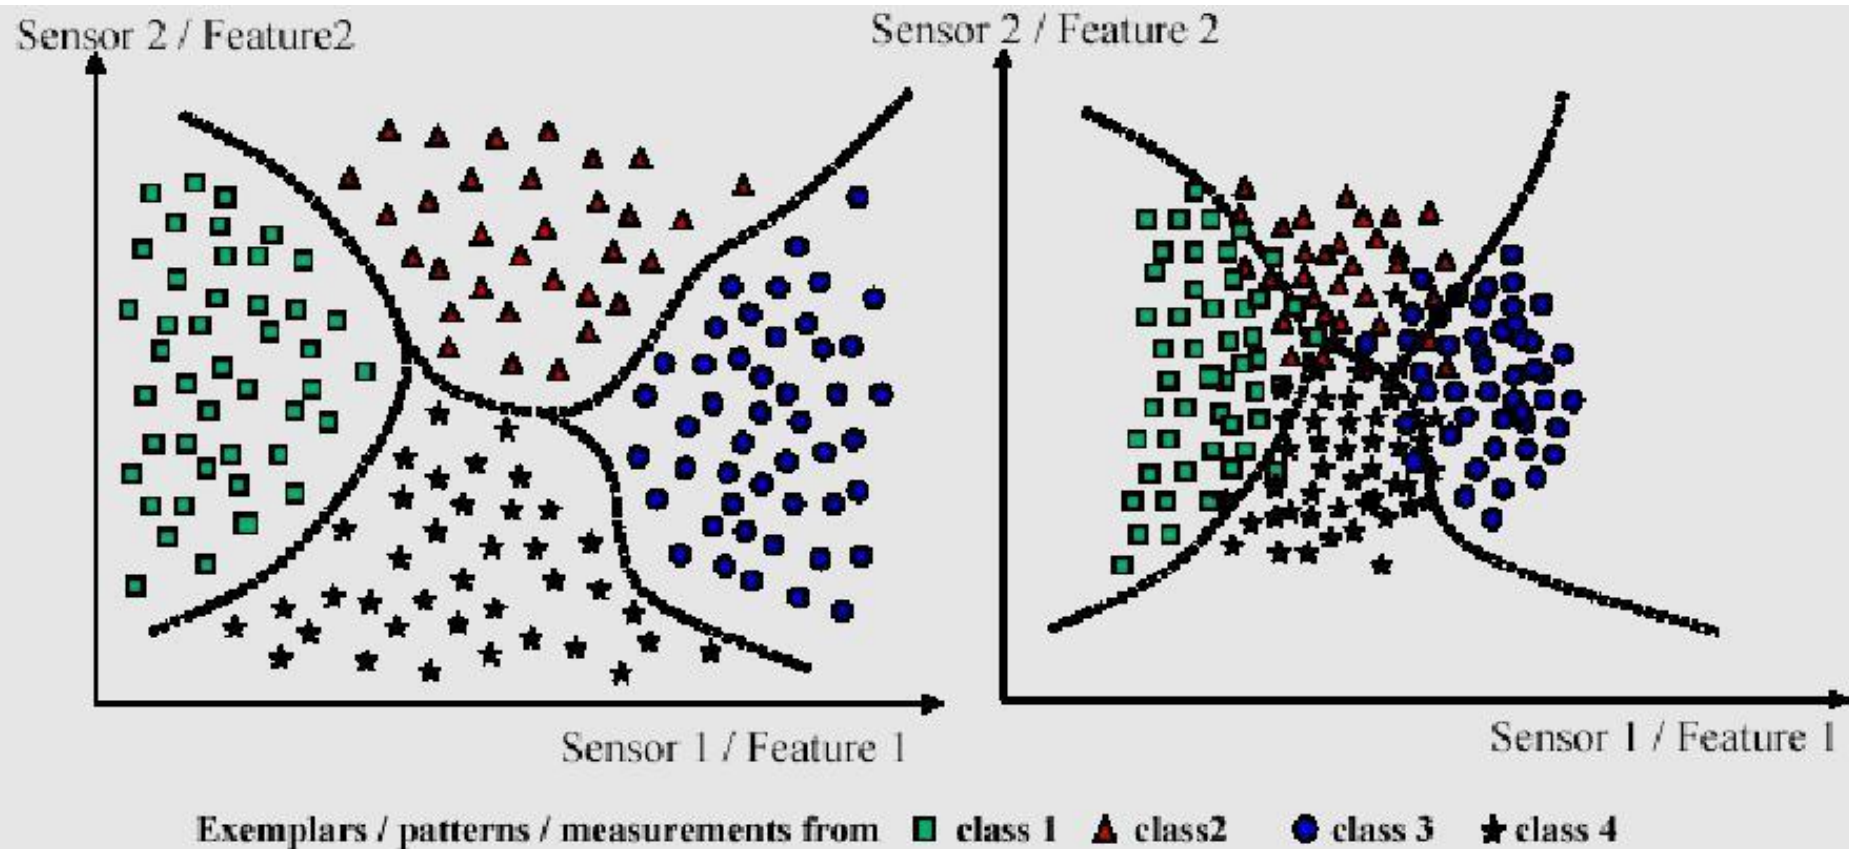 Sensor 2 / Feature2
Sensor 2 / Feature 2
Sensor 1 / Feature 1
Sensor 1 / Feature 1
Exemplars / patterns / measurements from class 1 class2 class 3 class 4